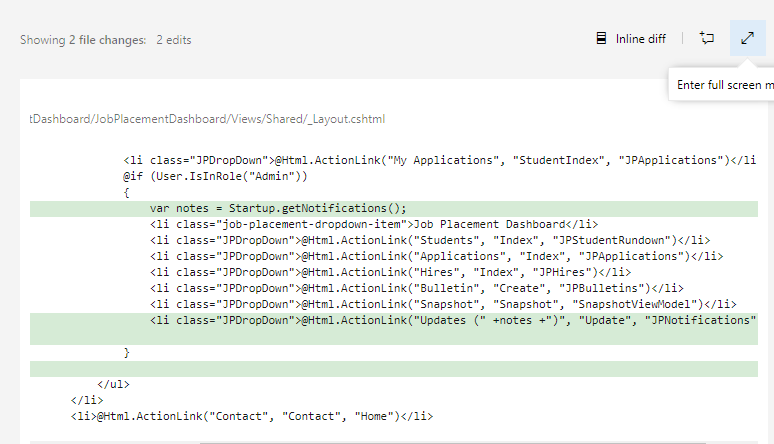 Showing 2 file changes: 2 edits
Inline diff
Enter full screen m
tDashboard/JobPlacementDashboard/Views/Shared/_Layout.cshtml
<li class="JPDropDown">@Html.ActionLink("My Applications", "StudentIndex", "JPApplications")</li
@if (User.IsInRole("Admin"))
{
var notes = Startup.getNotifications();
<li class="job-placement-dropdown-item">Job Placement Dashboard</li>
<li class="JPDropDown">@Html.ActionLink("Students", "Index", "JPStudentRundown")</li>
<li class="JPDropDown">@Html.ActionLink("Applications", "Index", "JPApplications")</li>
<li class="JPDropDown">@Html.ActionLink("Hires", "Index", "JPHires")</li>
<li class="JPDropDown">@Html.ActionLink("Bulletin", "Create", "JPBulletins")</li>
<li class="JPDropDown">@Html.ActionLink("Snapshot", "Snapshot", "SnapshotViewModel")</li>
<li class="JPDropDown">@Html.ActionLink("Updates (" +notes +")", "Update", "JPNotifications"
}
</ul>
</li>
<li>@Html.ActionLink("Contact", "Contact", "Home")</li>